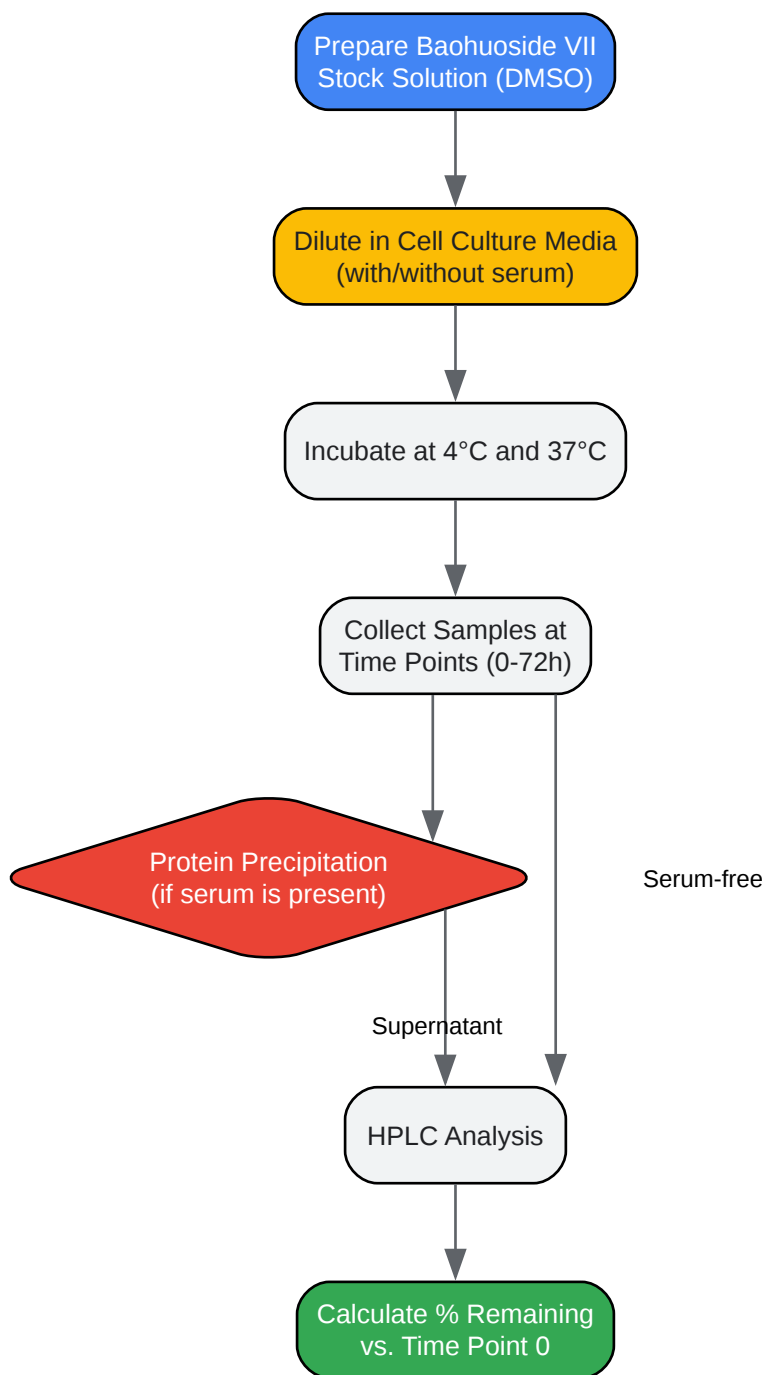 Prepare Baohuoside VII
Stock Solution (DMSO)
Dilute in Cell Culture Media
(with/without serum)
Incubate at 4°C and 37°C
Collect Samples at
Time Points (0-72h)
Protein Precipitation
(if serum is present)
Serum-free
Supernatant
HPLC Analysis
Calculate % Remaining
vs. Time Point 0